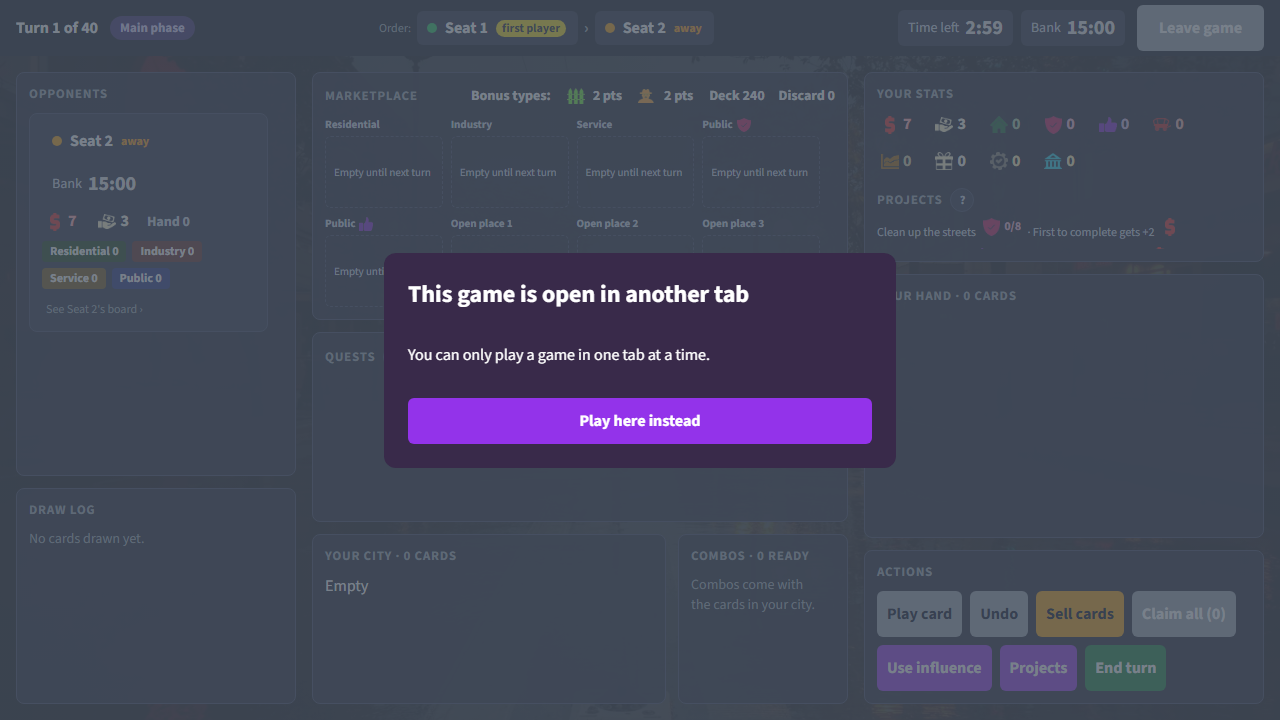 Turn 1 of 40 Main phase Order: Seat 1 first player › Seat 2 away Time left 2:59 Bank 15:00 Leave game
OPPONENTS
Seat 2 away
Bank 15:00
7 3 Hand 0
Residential 0 Industry 0
Service 0 Public 0
See Seat 2's board ›
DRAW LOG
No cards drawn yet.
MARKETPLACE Bonus types: 2 pts 2 pts Deck 240 Discard 0
Residential Industry Service Public
Empty until next turn Empty until next turn Empty until next turn Empty until next turn
Public Open place 1 Open place 2 Open place 3
Empty until
QUESTS
This game is open in another tab
You can only play a game in one tab at a time.
Play here instead
YOUR CITY · 0 CARDS
Empty
COMBOS · 0 READY
Combos come with
the cards in your city.
YOUR STATS
7 3 0 0 0 0
0 0 0 0
PROJECTS ?
Clean up the streets 0/8 · First to complete gets +2
UR HAND · 0 CARDS
ACTIONS
Play card Undo Sell cards Claim all (0)
Use influence Projects End turn